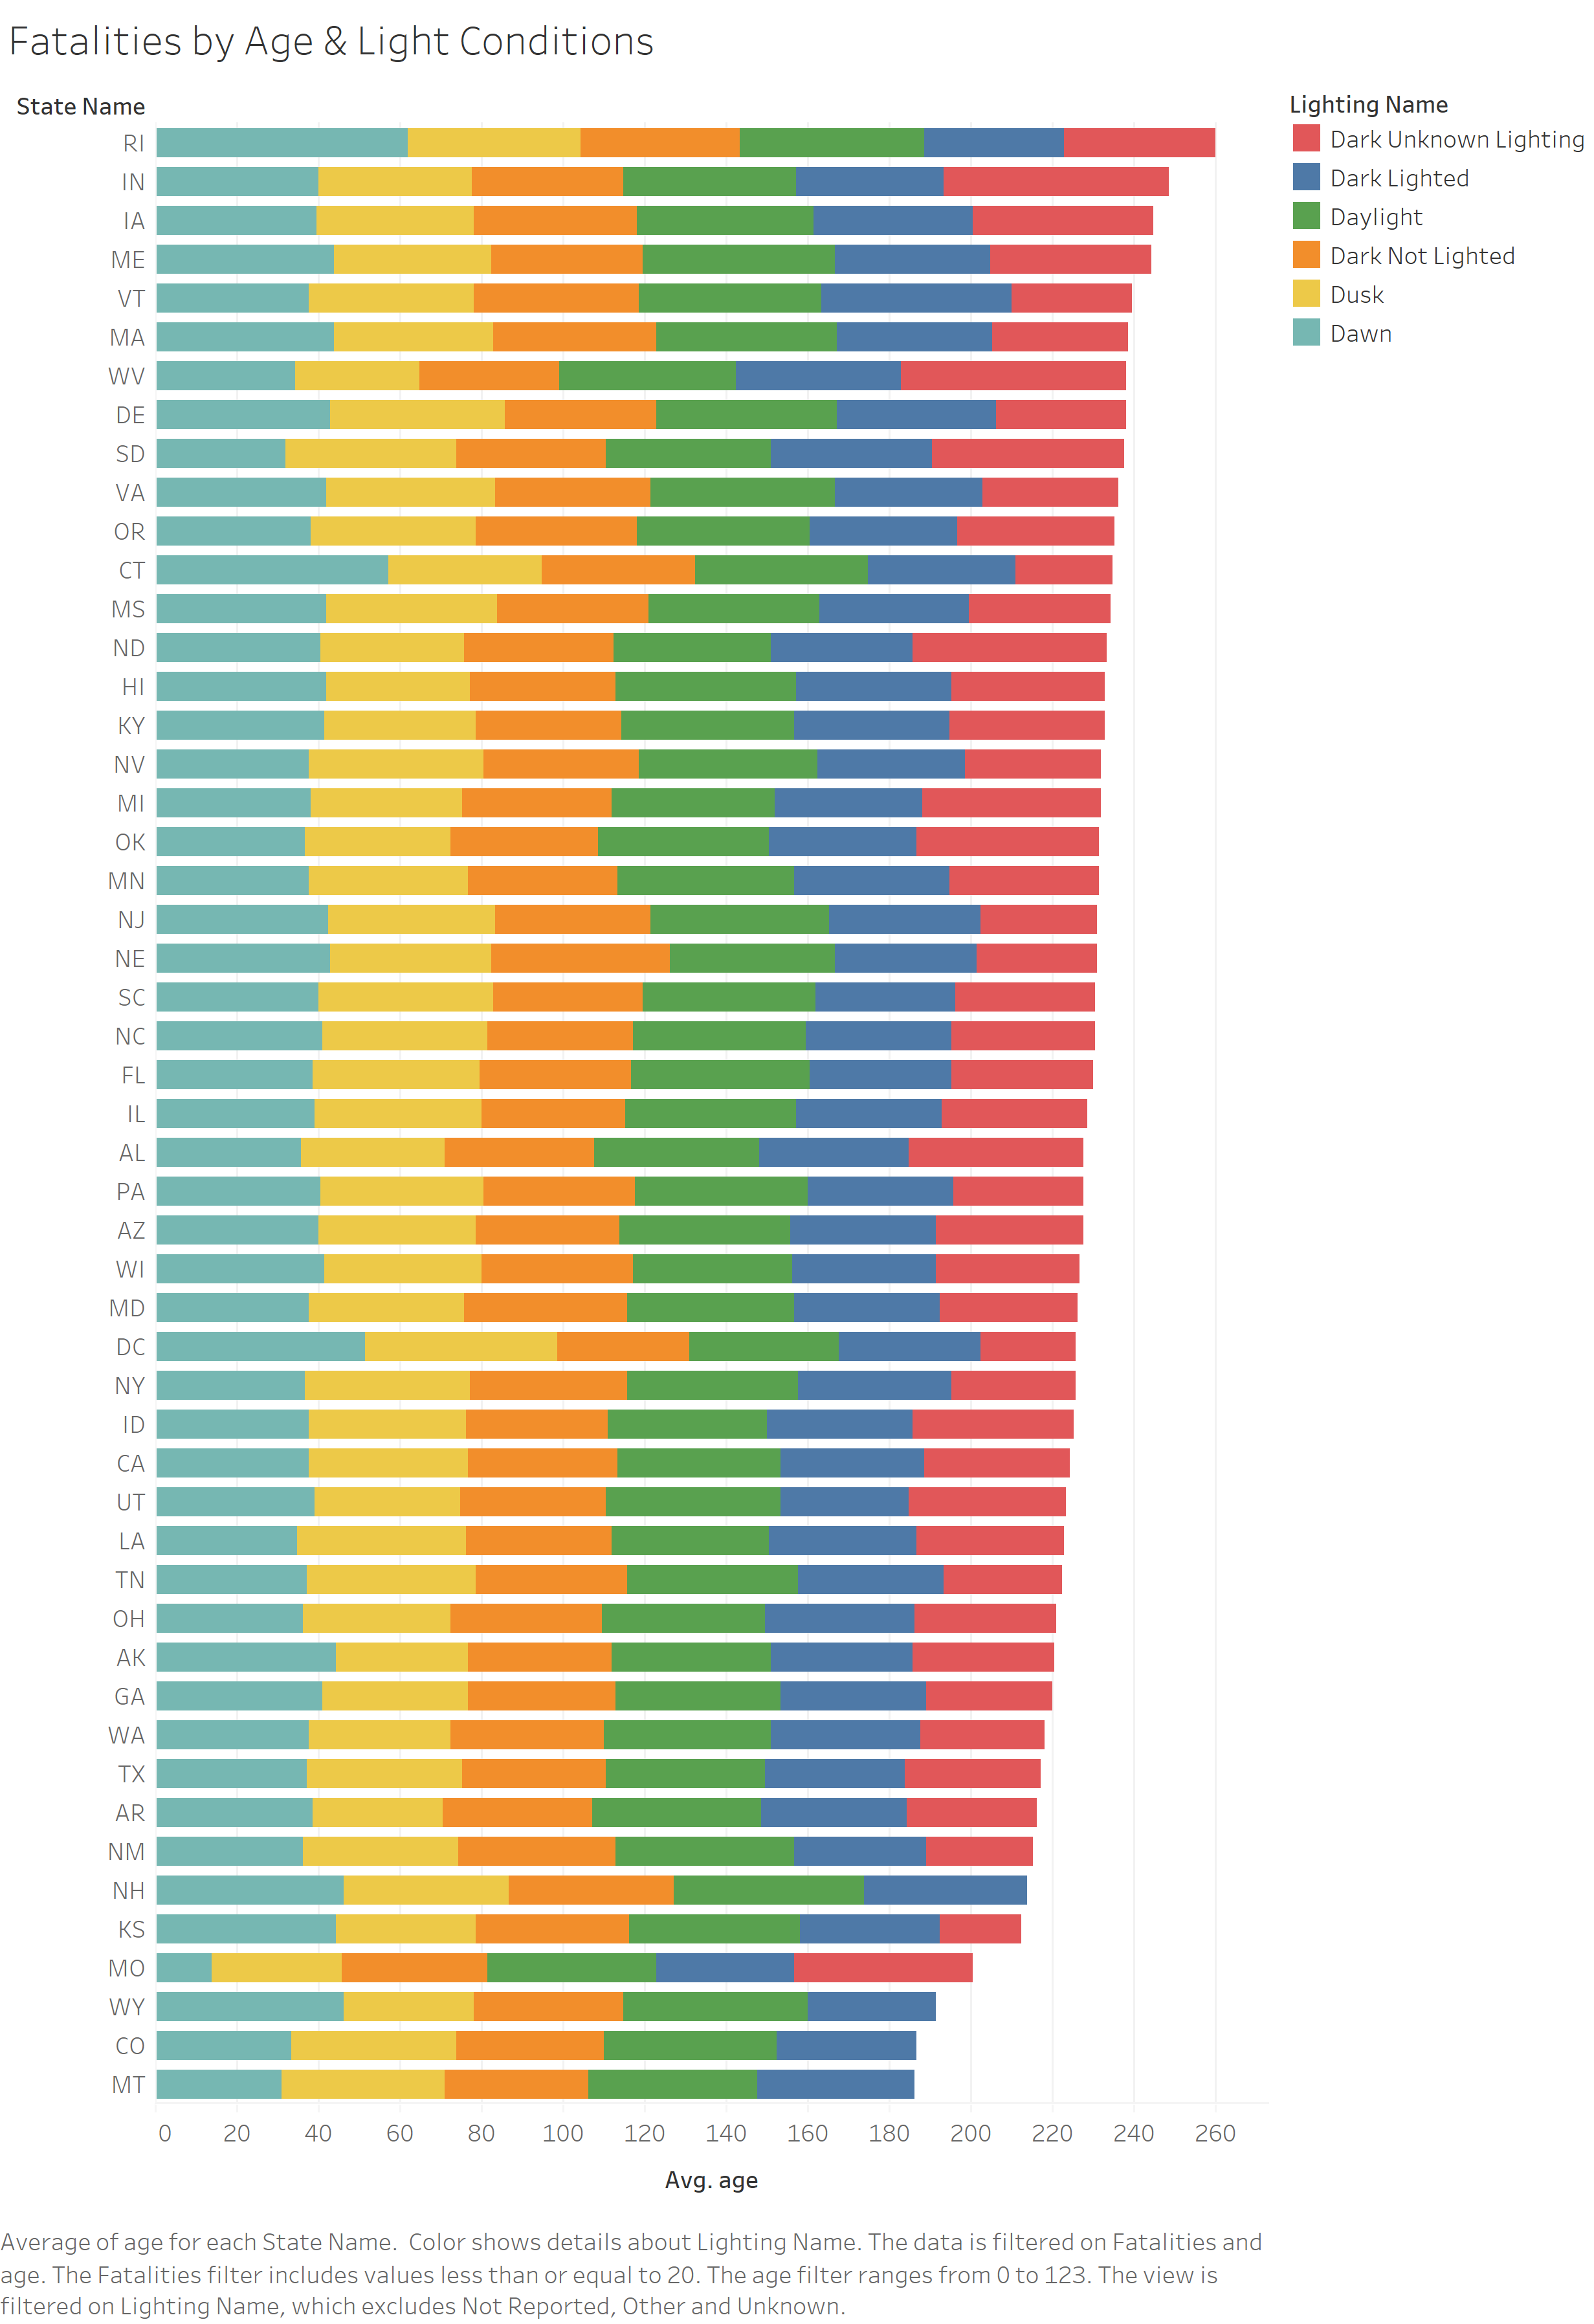 Fatalities by Age & Light Conditions
State Name
Lighting Name
Dark Unknown Lighting
Dark Lighted
Daylight
Dark Not Lighted
Dusk
Dawn
RI
IN
IA
ME
VT
MA
WV
DE
SD
VA
OR
CT
MS
ND
HI
KY
NV
MI
OK
MN
NJ
NE
SC
NC
FL
IL
AL
PA
AZ
WI
MD
DC
NY
ID
CA
UT
LA
TN
OH
AK
GA
WA
TX
AR
NM
NH
KS
MO
WY
CO
MT
0 20 40 60 80 100 120 140 160 180 200 220 240 260
Avg. age
Average of age for each State Name.  Color shows details about Lighting Name. The data is filtered on Fatalities and
age. The Fatalities filter includes values less than or equal to 20. The age filter ranges from 0 to 123. The view is
filtered on Lighting Name, which excludes Not Reported, Other and Unknown.